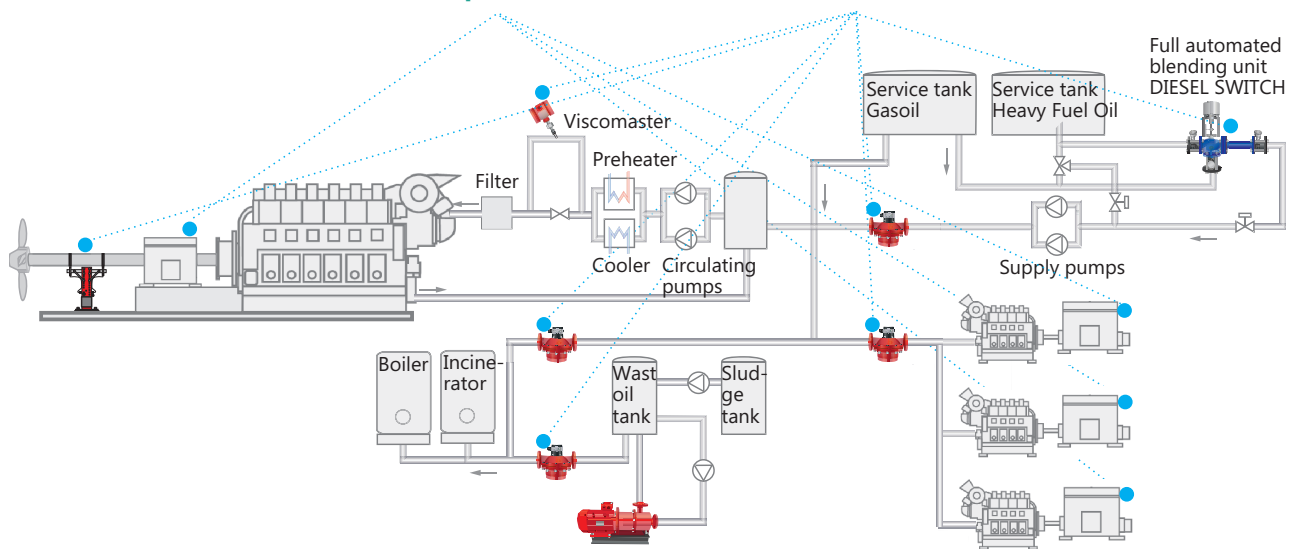 Full automated
blending unit
DIESEL SWITCH
Service tank
Gasoil
Service tank
Heavy Fuel Oil
Viscomaster
Preheater
Filter
Cooler
Circulating
pumps
Supply pumps
Boiler
Incine-
rator
Wast
oil
tank
Slud-
ge
tank